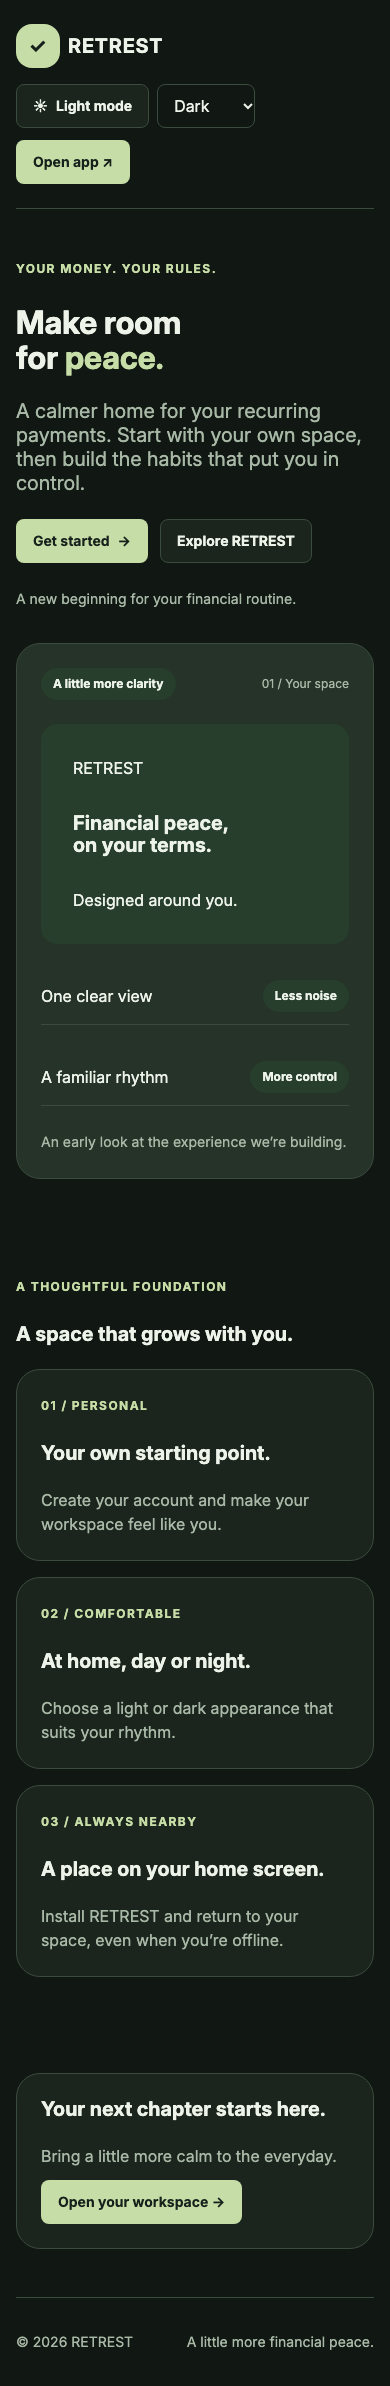 ✓ RETREST
☀ Light mode Dark
Open app ↗
YOUR MONEY. YOUR RULES.
Make room
for peace.
A calmer home for your recurring
payments. Start with your own space,
then build the habits that put you in
control.
Get started → Explore RETREST
A new beginning for your financial routine.
A little more clarity 01 / Your space
RETREST
Financial peace,
on your terms.
Designed around you.
One clear view Less noise
A familiar rhythm More control
An early look at the experience we’re building.
A THOUGHTFUL FOUNDATION
A space that grows with you.
01 / PERSONAL
Your own starting point.
Create your account and make your
workspace feel like you.
02 / COMFORTABLE
At home, day or night.
Choose a light or dark appearance that
suits your rhythm.
03 / ALWAYS NEARBY
A place on your home screen.
Install RETREST and return to your
space, even when you’re offline.
Your next chapter starts here.
Bring a little more calm to the everyday.
Open your workspace →
© 2026 RETREST A little more financial peace.